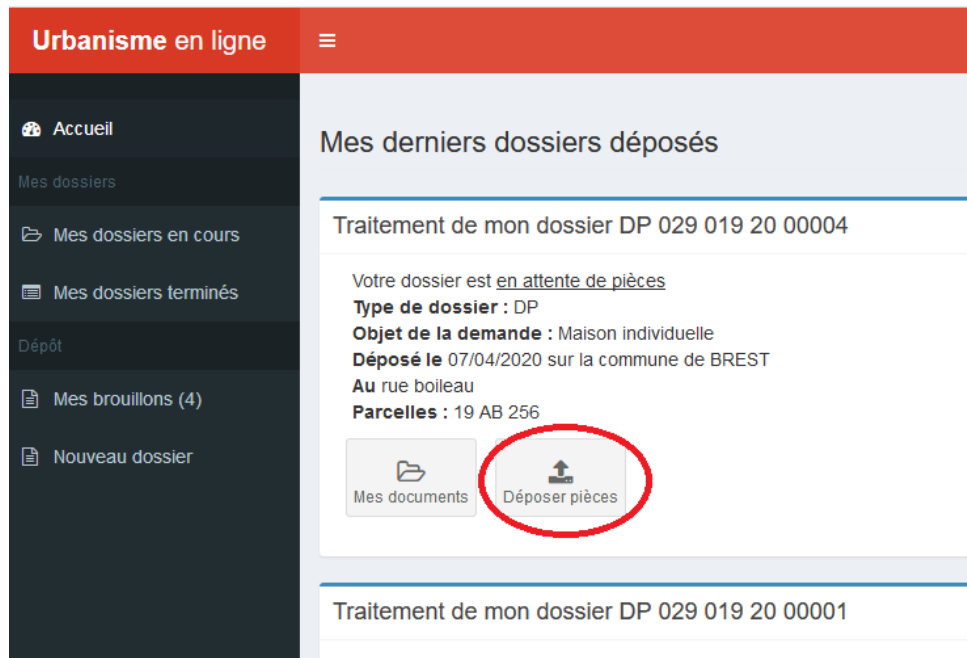 Urbanisme en ligne
Accueil
Mes dossiers
Mes dossiers en cours
Mes dossiers terminés
Dépôt
Mes brouillons (4)
Nouveau dossier
Mes derniers dossiers déposés
Traitement de mon dossier DP 029 019 20 00004
Votre dossier est en attente de pièces
Type de dossier : DP
Objet de la demande : Maison individuelle
Déposé le 07/04/2020 sur la commune de BREST
Au rue boileau
Parcelles : 19 AB 256
Mes documents
Déposer pièces
Traitement de mon dossier DP 029 019 20 00001